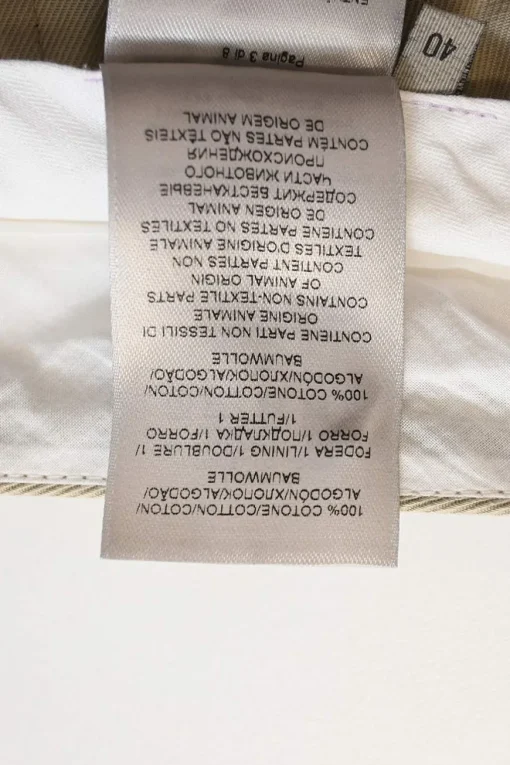 100% COTONE/COTTON/COTON/
ALGODÓN/ХЛОПОК/ALGODÃO/
BAUMWOLLE
FODERA 1/LINING 1/DOUBLURE 1/
FORRO 1/ПОДКЛАДКА 1/FORRO
1/FUTTER 1
100% COTONE/COTTON/COTON/
ALGODÓN/ХЛОПОК/ALGODÃO/
BAUMWOLLE
CONTIENE PARTI NON TESSILI DI
ORIGINE ANIMALE
CONTAINS NON-TEXTILE PARTS
OF ANIMAL ORIGIN
CONTIENT PARTIES NON
TEXTILES D'ORIGINE ANIMALE
CONTIENE PARTES NO TEXTILES
DE ORIGEN ANIMAL
СОДЕРЖИТ БЕСТКАНЕВЫЕ
ЧАСТИ ЖИВОТНОГО
ПРОИСХОЖДЕНИЯ
CONTÉM PARTES NÃO TÊXTEIS
DE ORIGEM ANIMAL
Pagina 3 di 8
40